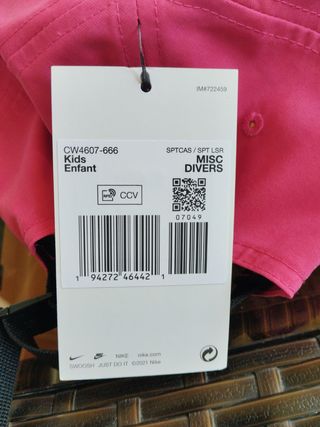 IM#722459
CW4607-666
Kids
Enfant
SPTCAS / SPT LSR
MISC
DIVERS
RFID
CCV
07049
1 94272 46442 1
NIKE nike.com
SWOOSH JUST DO IT ©2021 Nike